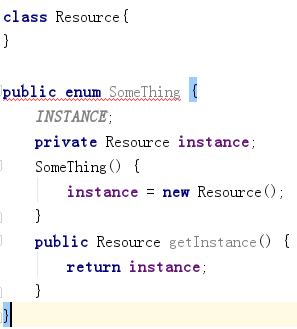 class Resource{
}
public enum SomeThing {
INSTANCE;
private Resource instance;
SomeThing() {
instance = new Resource();
}
public Resource getInstance() {
return instance;
}
}